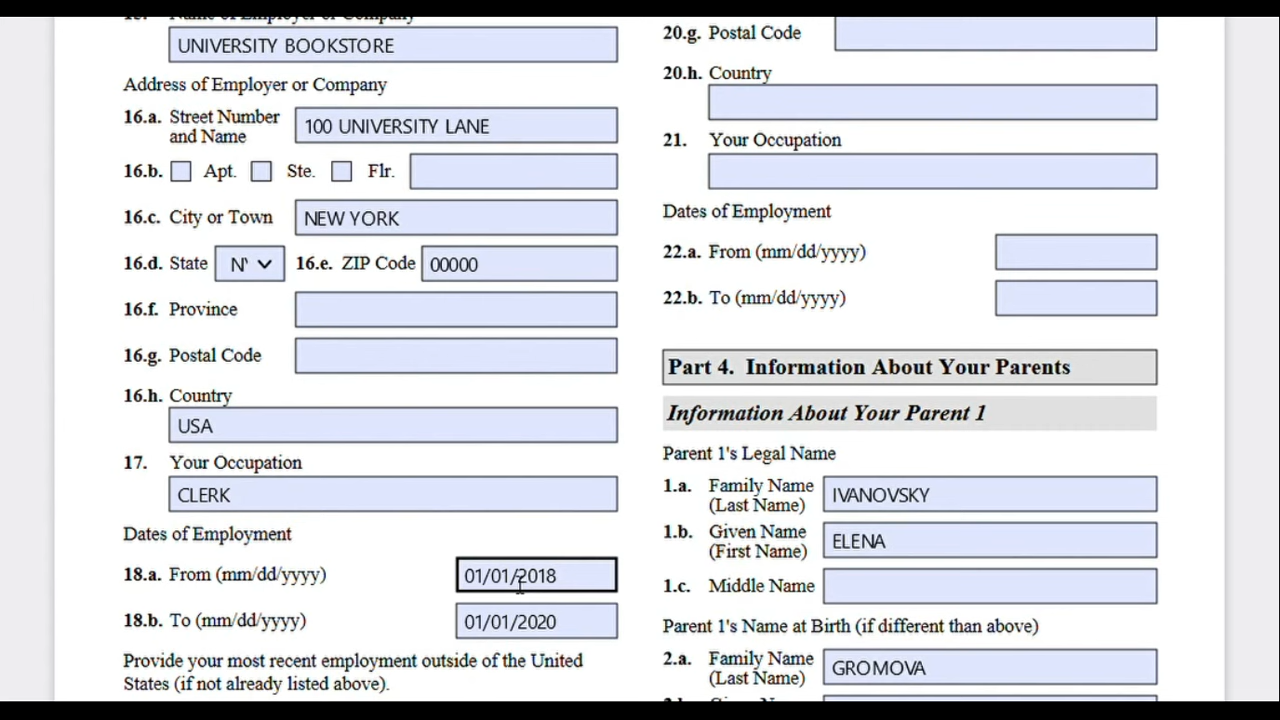 Name of Employer or Company
UNIVERSITY BOOKSTORE
Address of Employer or Company
16.a. Street Number and Name
100 UNIVERSITY LANE
16.b. Apt. Ste. Flr.
16.c. City or Town NEW YORK
16.d. State 16.e. ZIP Code 00000
16.f. Province
16.g. Postal Code
16.h. Country
USA
17. Your Occupation
CLERK
Dates of Employment
18.a. From (mm/dd/yyyy) 01/01/2018
18.b. To (mm/dd/yyyy) 01/01/2020
Provide your most recent employment outside of the United
States (if not already listed above).
20.g. Postal Code
20.h. Country
21. Your Occupation
Dates of Employment
22.a. From (mm/dd/yyyy)
22.b. To (mm/dd/yyyy)
Part 4. Information About Your Parents
Information About Your Parent 1
Parent 1's Legal Name
1.a. Family Name
(Last Name) IVANOVSKY
1.b. Given Name
(First Name) ELENA
1.c. Middle Name
Parent 1's Name at Birth (if different than above)
2.a. Family Name
(Last Name) GROMOVA